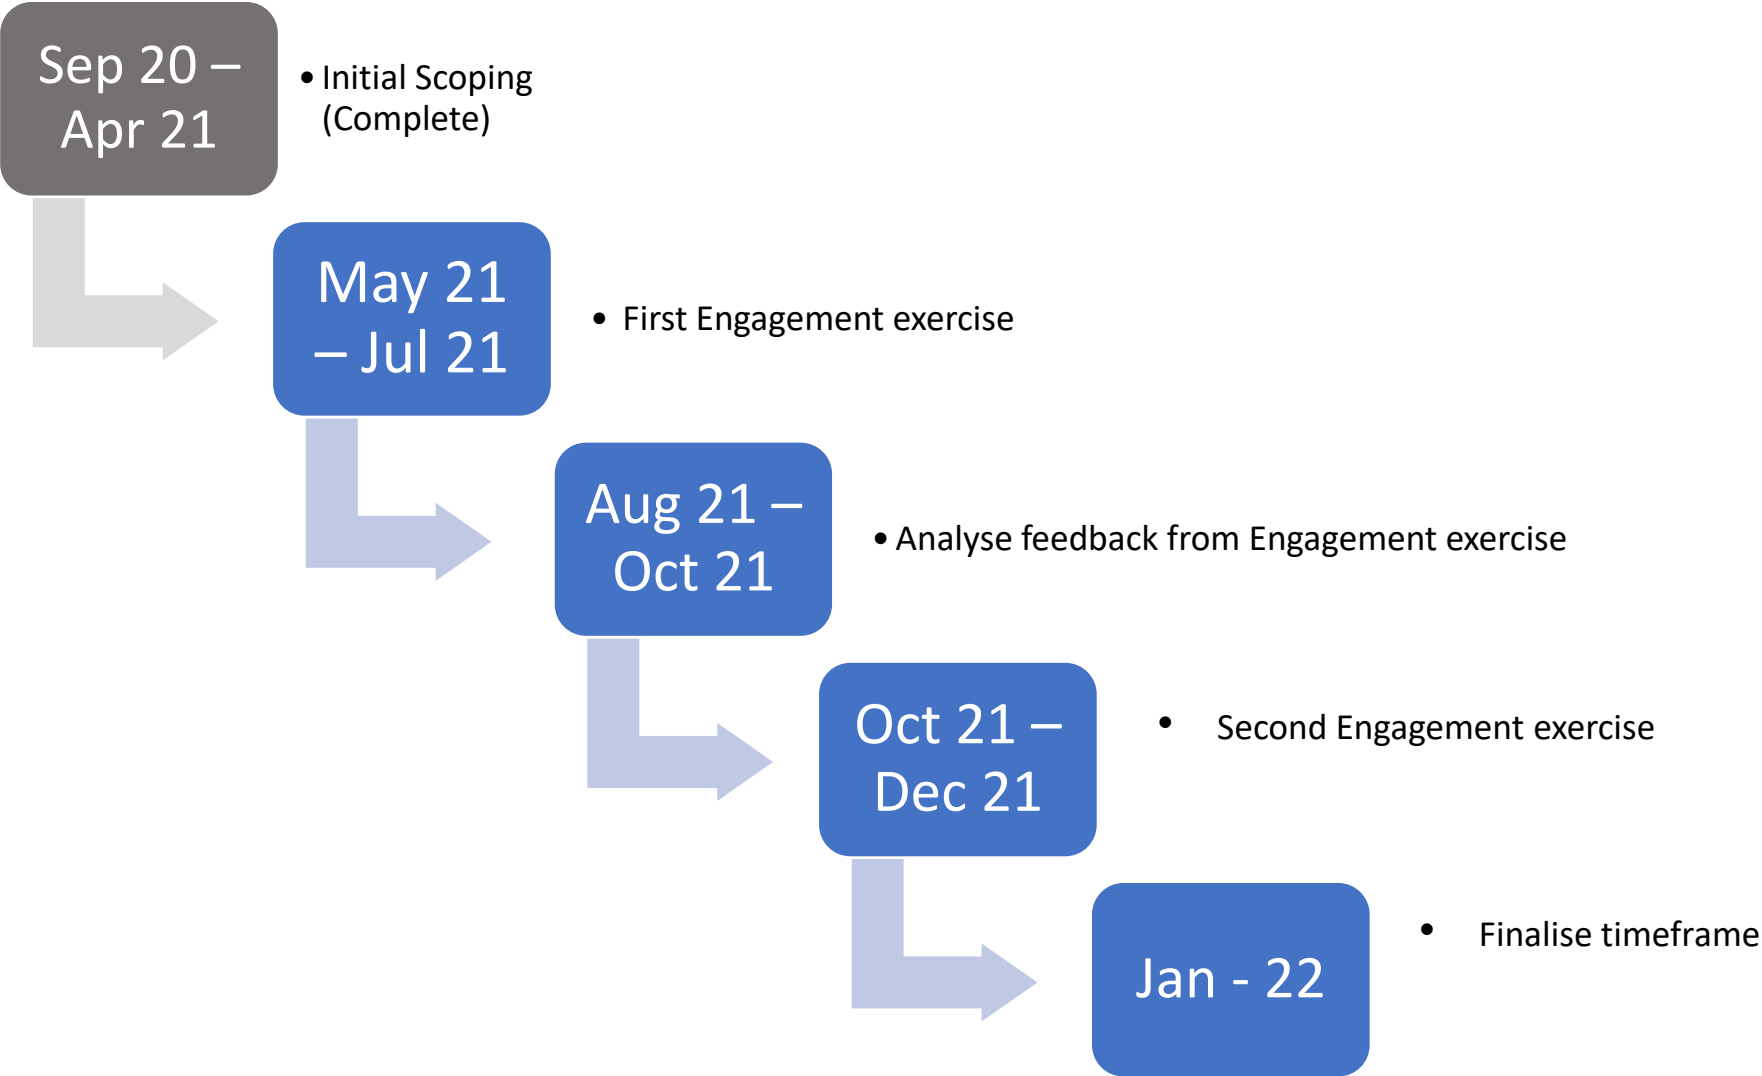 Sep 20 –
Apr 21
• Initial Scoping
(Complete)
May 21
– Jul 21
• First Engagement exercise
Aug 21 –
Oct 21
• Analyse feedback from Engagement exercise
Oct 21 –
Dec 21
• Second Engagement exercise
Jan - 22
• Finalise timeframe